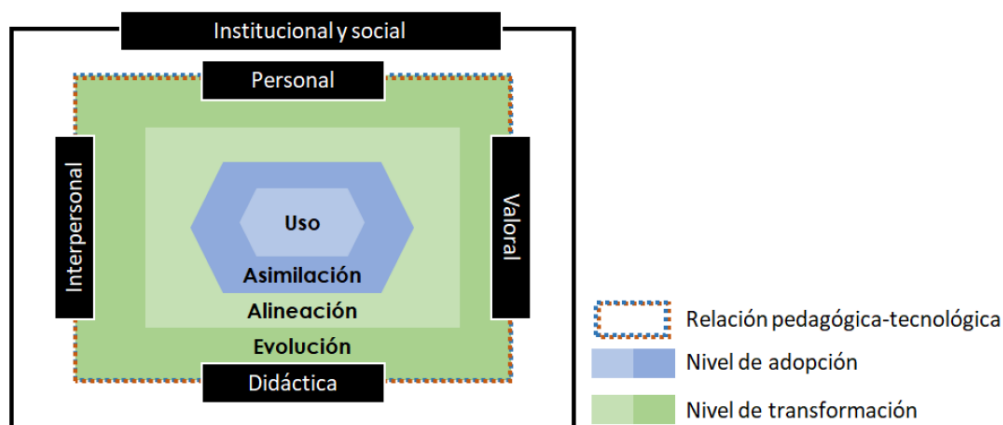 Institucional y social
Personal
Interpersonal
Valoral
Uso
Asimilación
Alineación
Evolución
Didáctica
Relación pedagógica-tecnológica
Nivel de adopción
Nivel de transformación